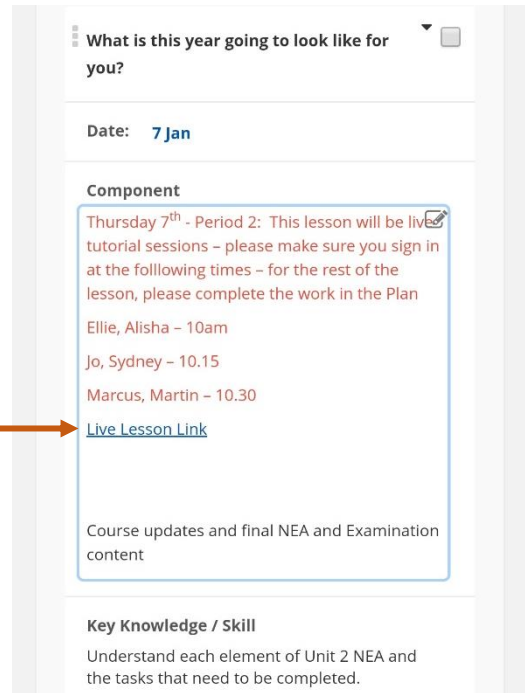 What is this year going to look like for
you?
Date: 7 Jan
Component
Thursday 7th - Period 2: This lesson will be live
tutorial sessions – please make sure you sign in
at the folllowing times – for the rest of the
lesson, please complete the work in the Plan
Ellie, Alisha – 10am
Jo, Sydney – 10.15
Marcus, Martin – 10.30
Live Lesson Link
Course updates and final NEA and Examination
content
Key Knowledge / Skill
Understand each element of Unit 2 NEA and
the tasks that need to be completed.